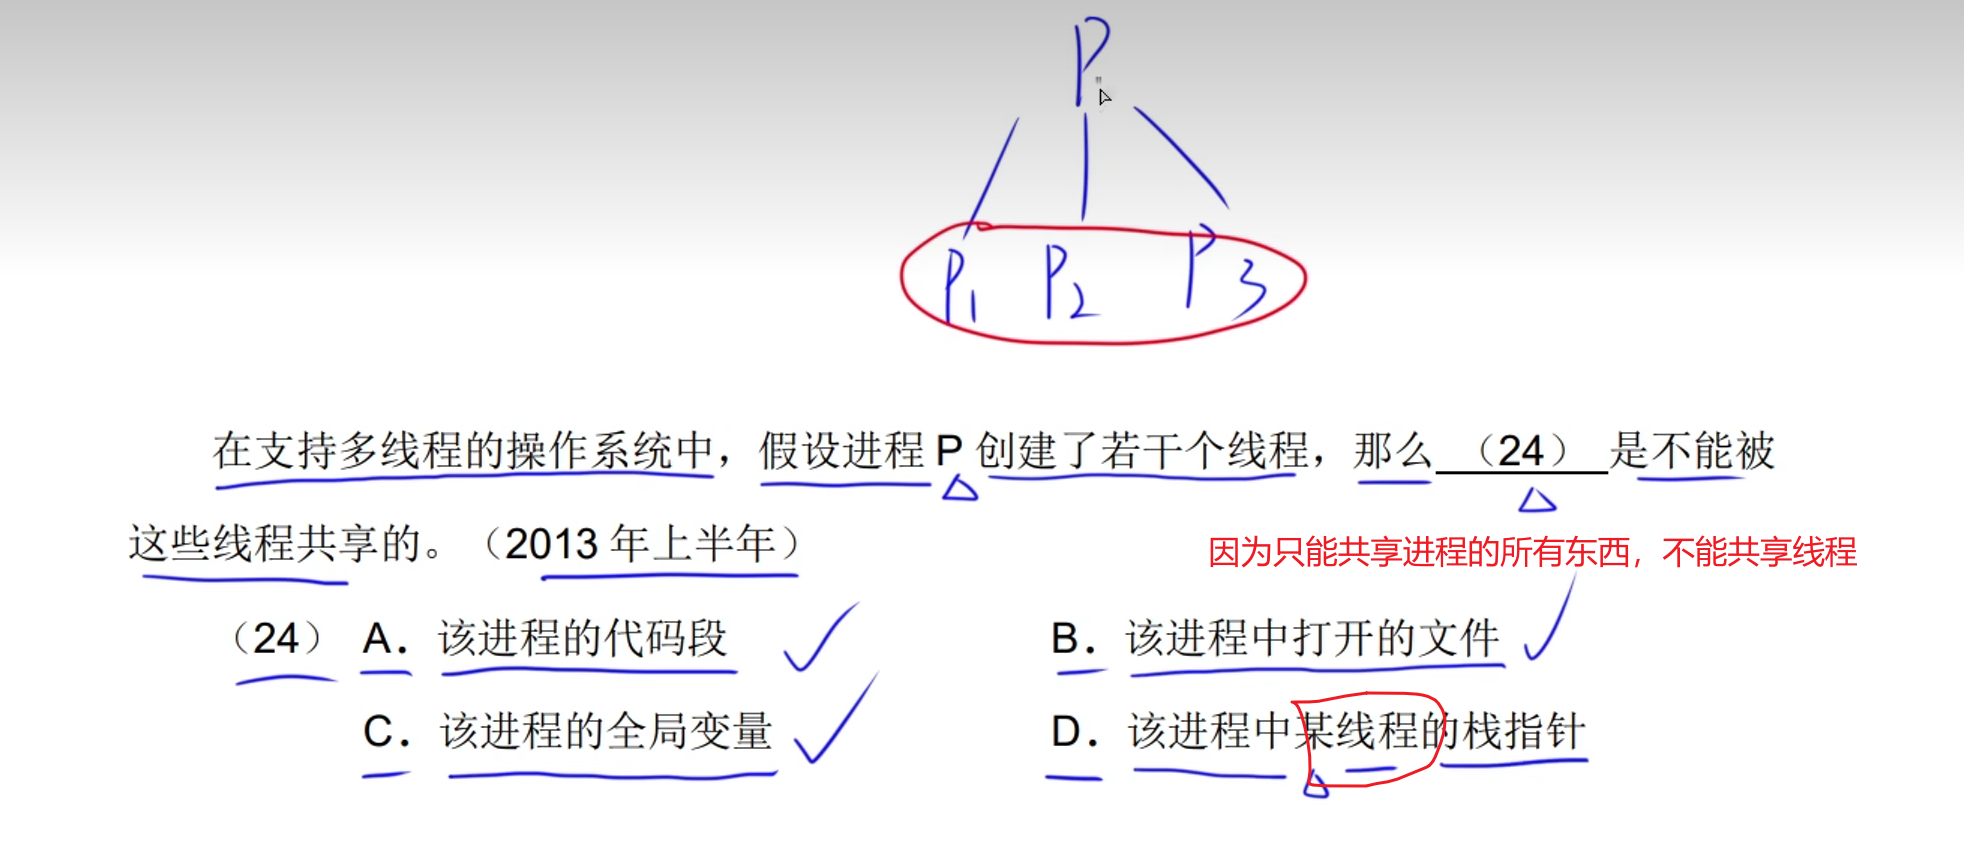 P
P1 P2 P3
在支持多线程的操作系统中，假设进程 P 创建了若干个线程，那么 （24） 是不能被
这些线程共享的。（2013 年上半年）
因为只能共享进程的所有东西，不能共享线程
（24） A．该进程的代码段 B．该进程中打开的文件
C．该进程的全局变量 D．该进程中某线程的栈指针